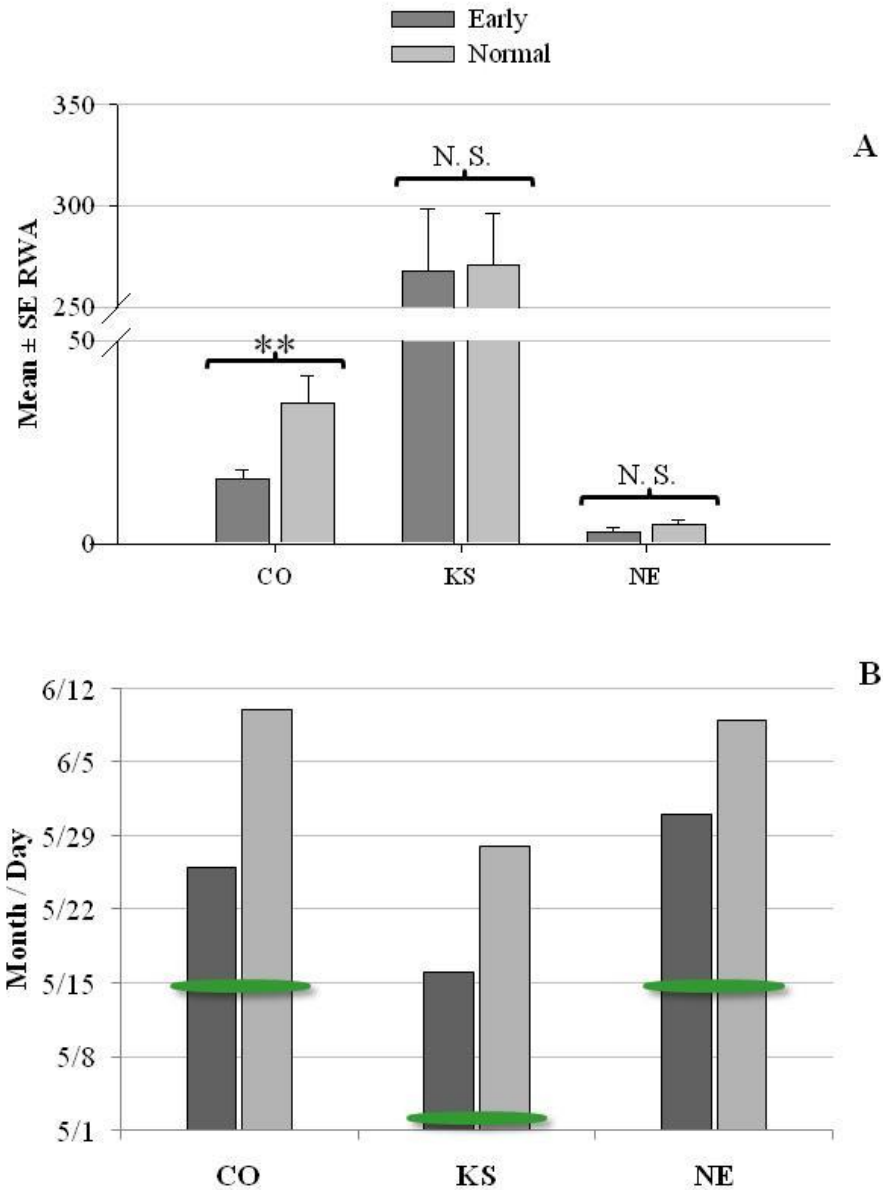 Early
Normal
A
350
300
250
50
0
Mean ± SE RWA
**
N. S.
N. S.
CO KS NE
B
6/12
6/5
5/29
5/22
5/15
5/8
5/1
Month / Day
CO KS NE